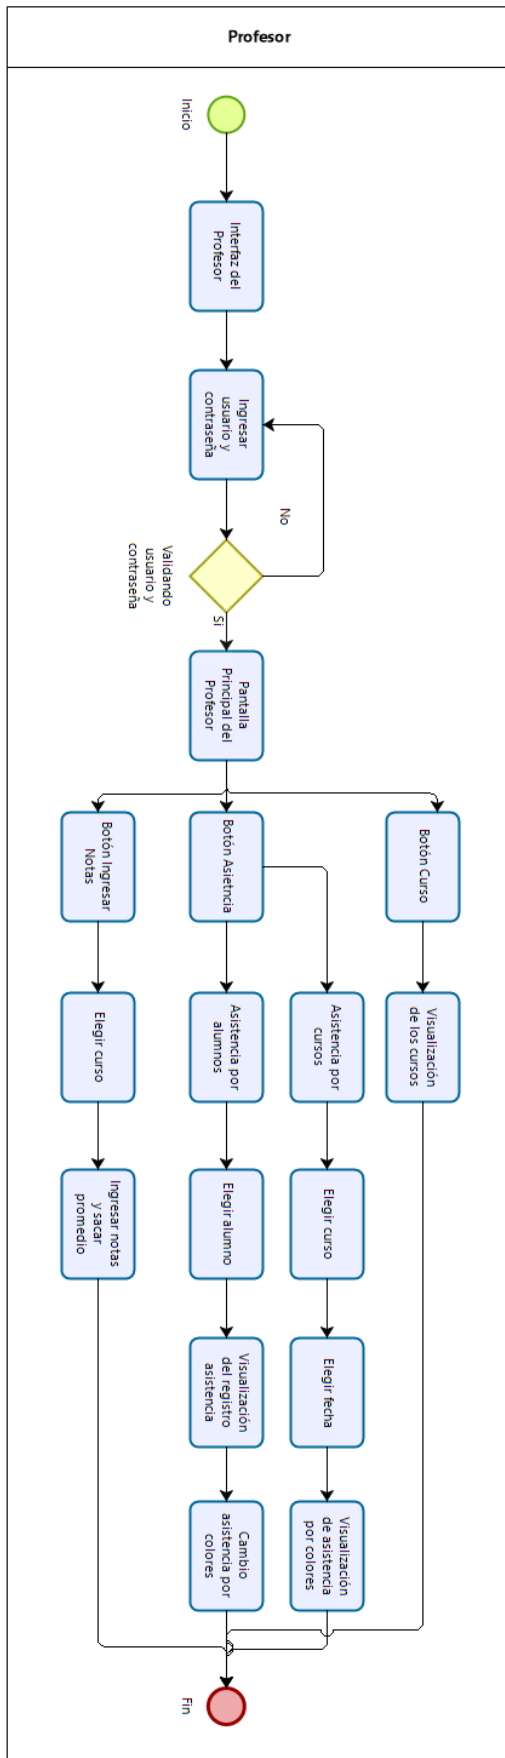 Profesor
Inicio
Interfaz del
Profesor
Ingresar
usuario y
contraseña
No
Validando
usuario y
contraseña
Si
Pantalla
Principal del
Profesor
Botón Ingresar
Notas
Botón Asietncia
Botón Curso
Elegir curso
Asistencia por
alumnos
Asistencia por
cursos
Visualización
de los cursos
Ingresar notas
y sacar
promedio
Elegir alumno
Elegir curso
Visualización
del registro
asistencia
Elegir fecha
Cambio
asistencia por
colores
Visualización
de asistencia
por colores
Fin